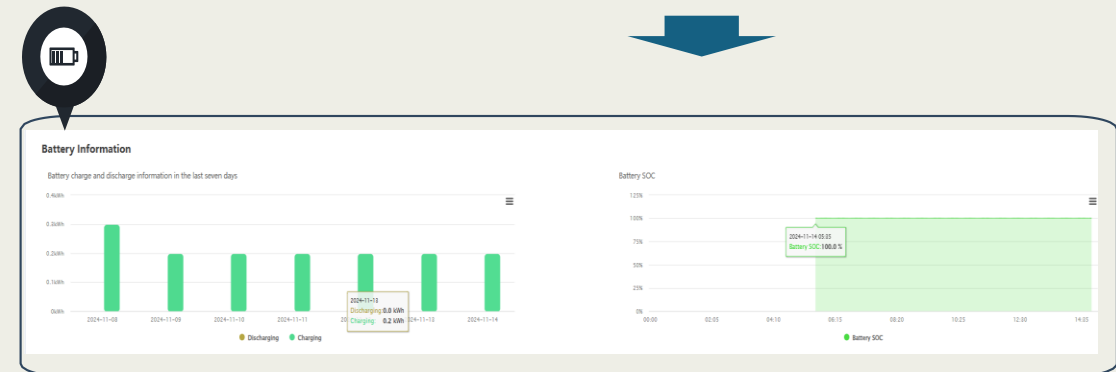 Battery Information
Battery charge and discharge information in the last seven days
0.4kWh
0.3kWh
0.2kWh
0.1kWh
0kWh
2024-11-08
2024-11-09
2024-11-10
2024-11-11
2024-11-13
2024-11-14
2024-11-13
Discharging: 0.0 kWh
Charging: 0.2 kWh
Discharging
Charging
Battery SOC
125%
100%
75%
50%
25%
0%
2024-11-14 05:35
Battery SOC: 100.0 %
00:00
02:05
04:10
06:15
08:20
10:25
12:30
14:35
Battery SOC